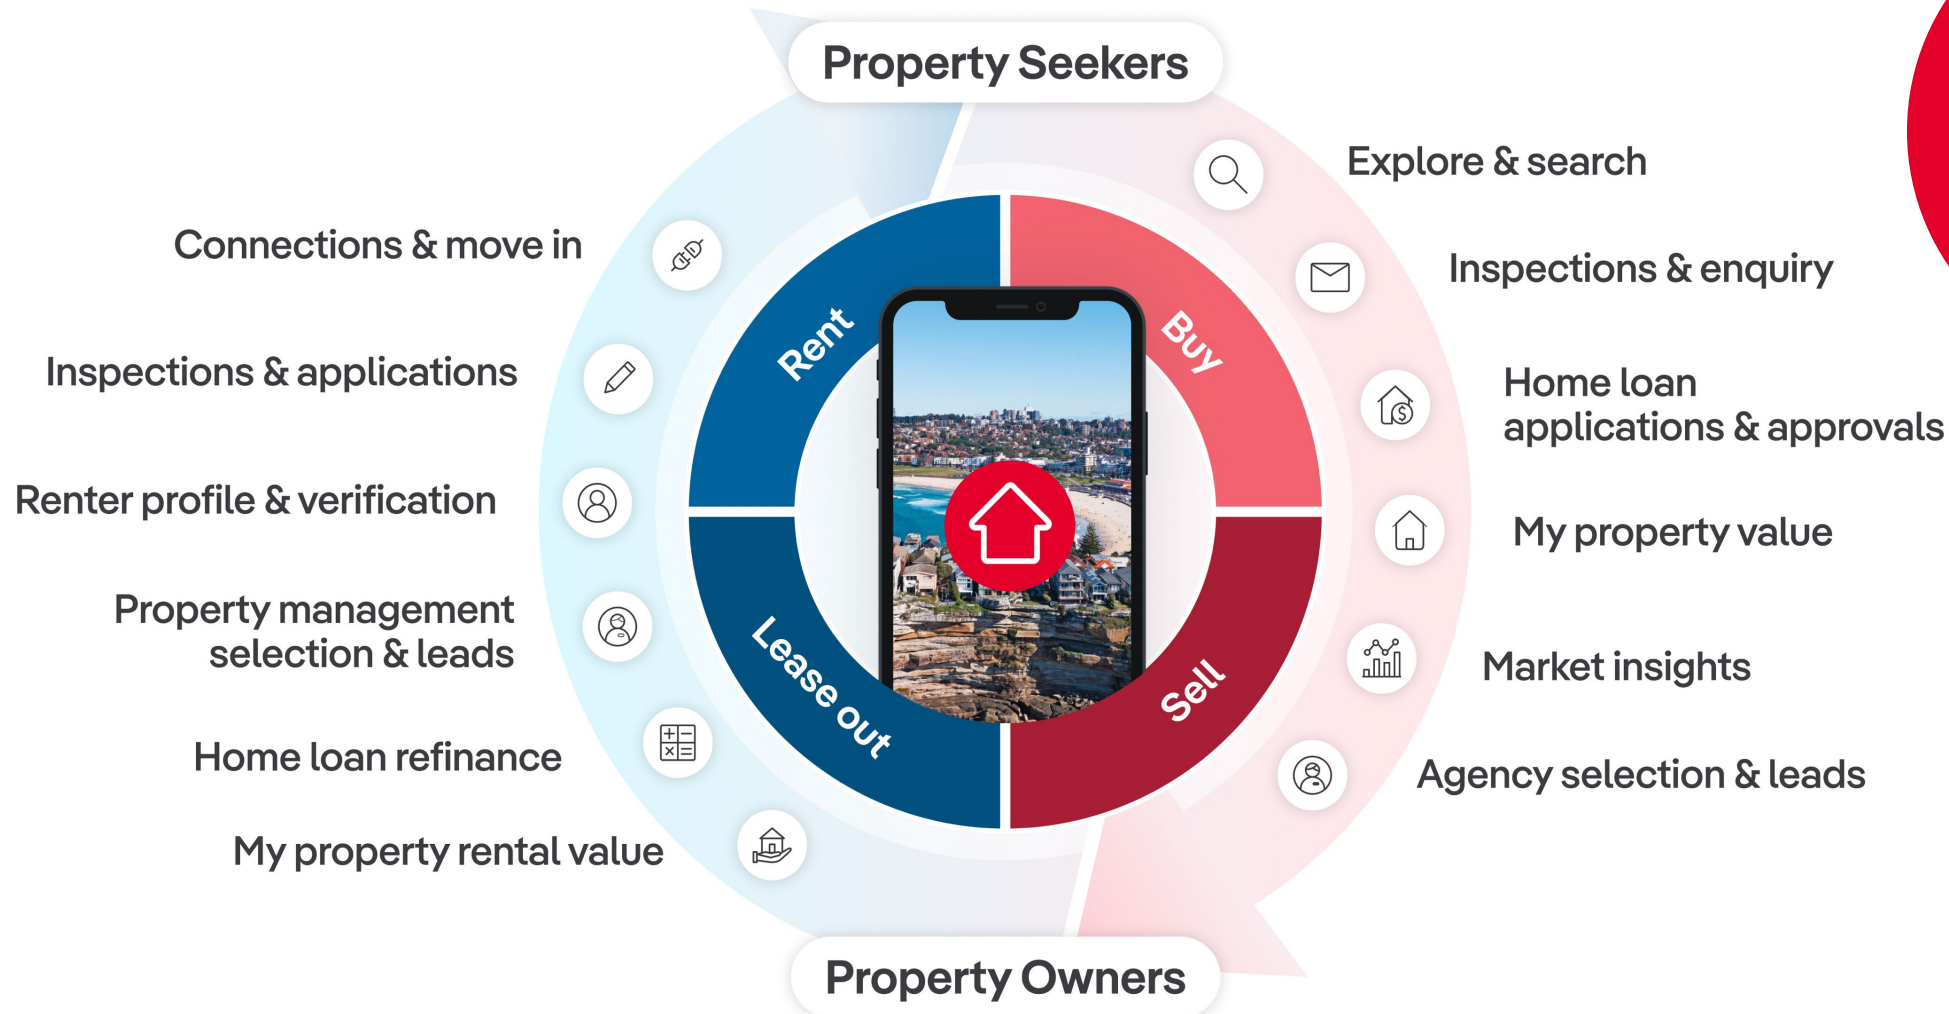 Property Seekers
Explore & search
Connections & move in
Inspections & enquiry
Rent
Buy
Inspections & applications
Home loan
applications & approvals
Renter profile & verification
My property value
Property management
selection & leads
Lease out
Sell
Market insights
Home loan refinance
Agency selection & leads
My property rental value
Property Owners